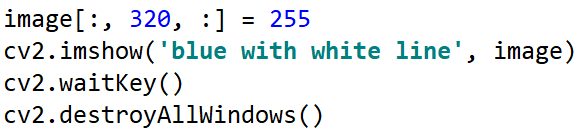 image[:, 320, :] = 255
cv2.imshow('blue with white line', image)
cv2.waitKey()
cv2.destroyAllWindows()